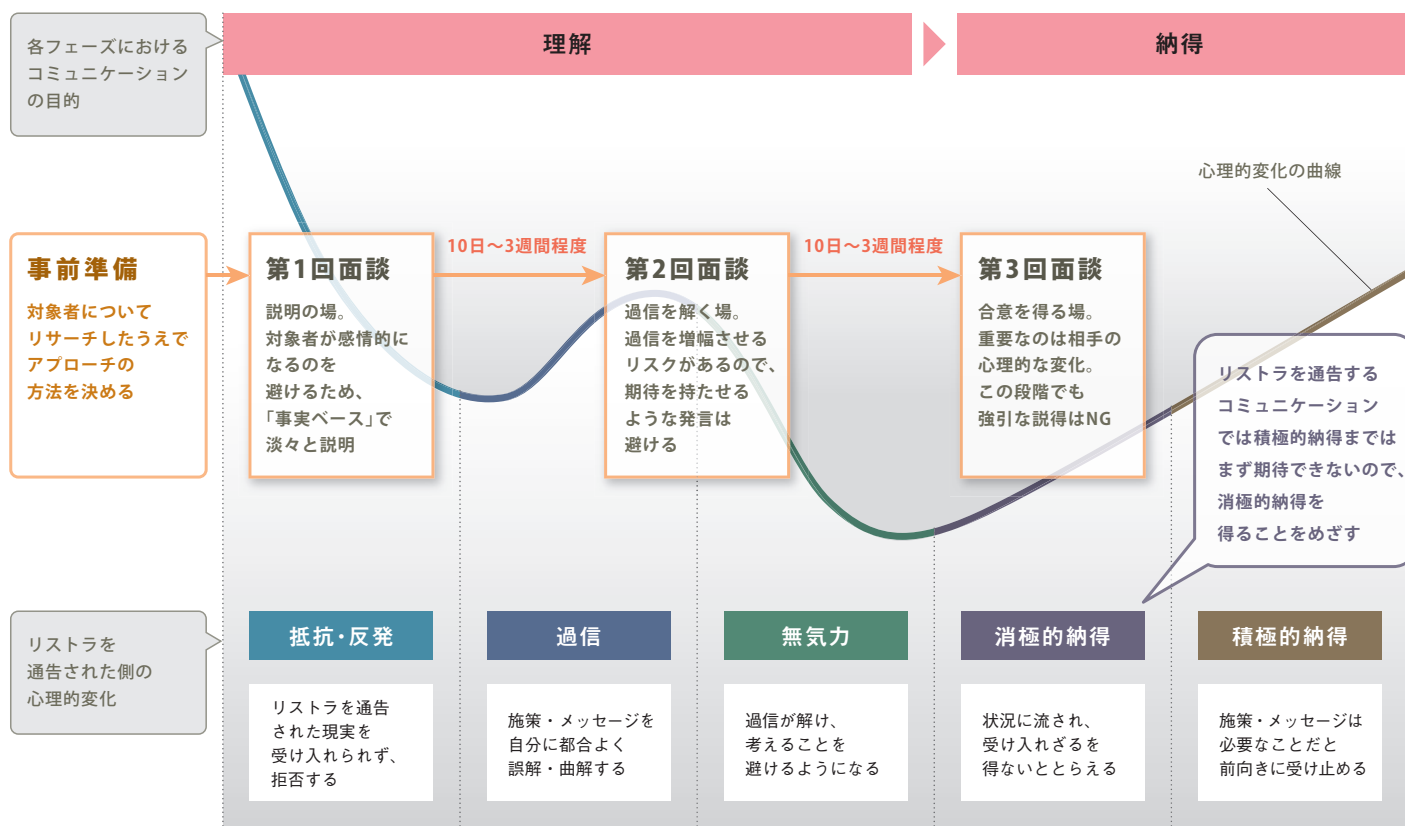 各フェーズにおける
コミュニケーション
の目的
理解
納得
心理的変化の曲線
事前準備
対象者について
リサーチしたうえで
アプローチの
方法を決める
第1回面談
説明の場。
対象者が感情的に
なるのを
避けるため、
「事実ベース」で
淡々と説明
10日〜3週間程度
第2回面談
過信を解く場。
過信を増幅させる
リスクがあるので、
期待を持たせる
ような発言は
避ける
10日〜3週間程度
第3回面談
合意を得る場。
重要なのは相手の
心理的な変化。
この段階でも
強引な説得はNG
リストラを通告する
コミュニケーション
では積極的納得までは
まず期待できないので、
消極的納得を
得ることをめざす
リストラを
通告された側の
心理的変化
抵抗・反発
リストラを通告
された現実を
受け入れられず、
拒否する
過信
施策・メッセージを
自分に都合よく
誤解・曲解する
無気力
過信が解け、
考えることを
避けるようになる
消極的納得
状況に流され、
受け入れざるを
得ないととらえる
積極的納得
施策・メッセージは
必要なことだと
前向きに受け止める